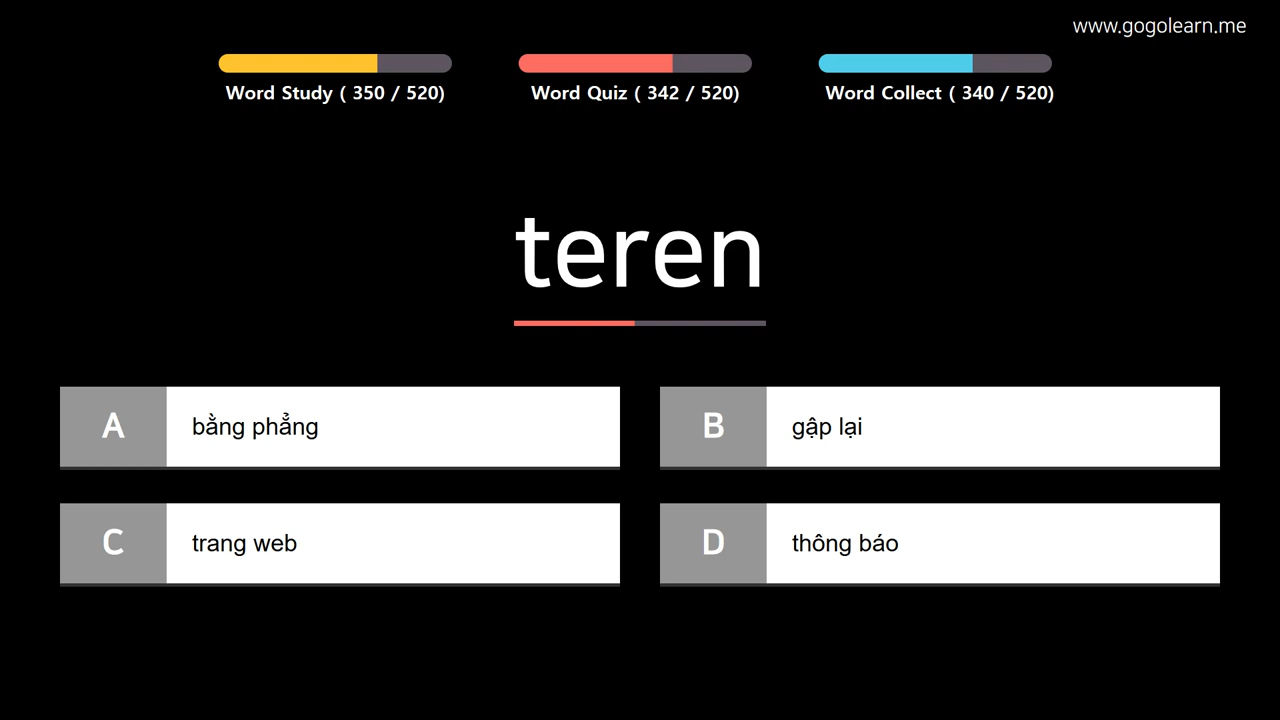 www.gogolearn.me
Word Study ( 350 / 520)
Word Quiz ( 342 / 520)
Word Collect ( 340 / 520)
teren
A bằng phẳng
B gập lại
C trang web
D thông báo